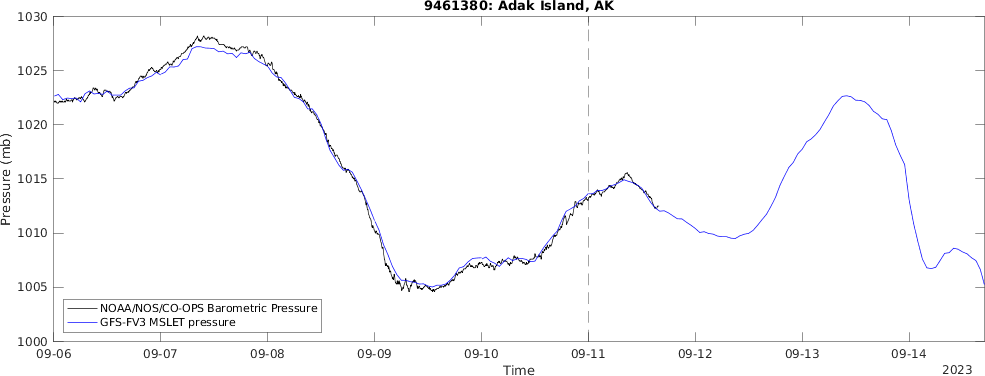 9461380: Adak Island, AK
Pressure (mb)
1030
1025
1020
1015
1010
1005
1000
NOAA/NOS/CO-OPS Barometric Pressure
GFS-FV3 MSLET pressure
09-06 09-07 09-08 09-09 09-10 09-11 09-12 09-13 09-14
Time
2023